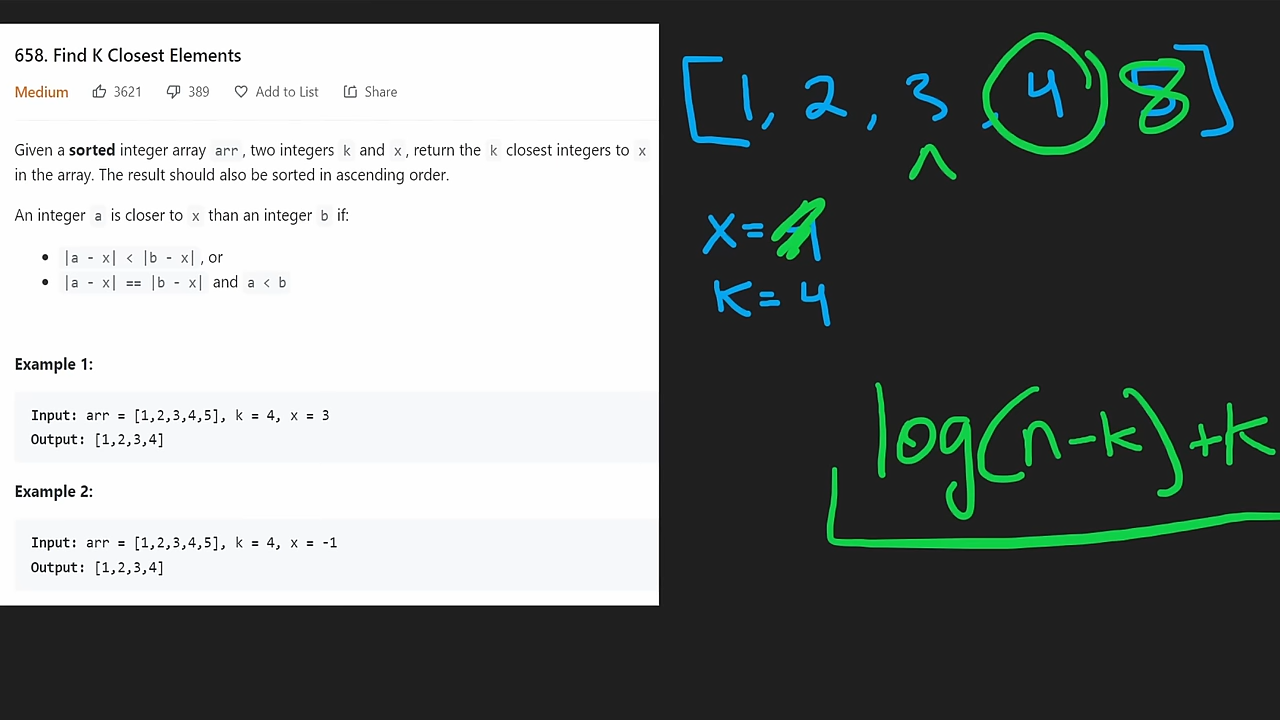 658. Find K Closest Elements
Medium 3621 389 Add to List Share
Given a sorted integer array arr, two integers k and x, return the k closest integers to x
in the array. The result should also be sorted in ascending order.
An integer a is closer to x than an integer b if:
|a - x| < |b - x|, or
|a - x| == |b - x| and a < b
Example 1:
Input: arr = [1,2,3,4,5], k = 4, x = 3
Output: [1,2,3,4]
Example 2:
Input: arr = [1,2,3,4,5], k = 4, x = -1
Output: [1,2,3,4]
[1, 2, 3, 4 8]
x =
k = 4
log(n-k)+k